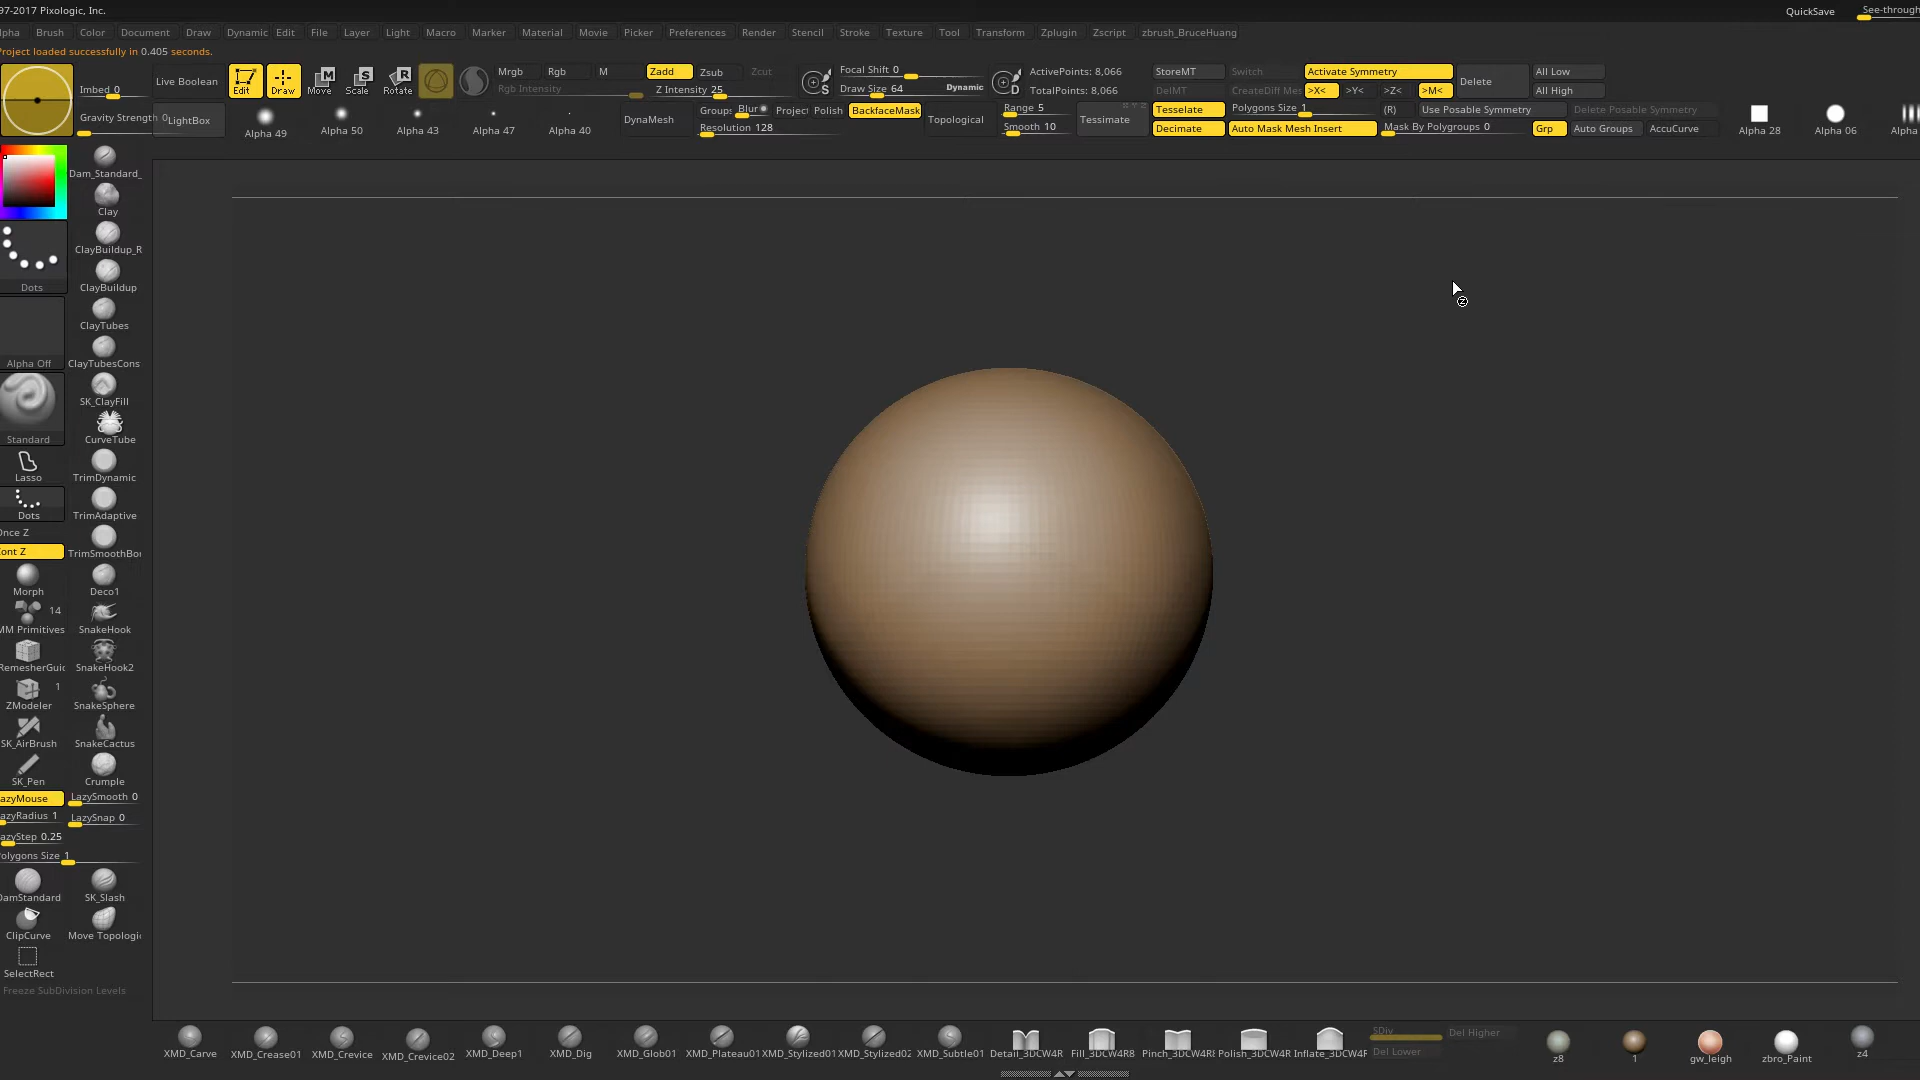 97-2017 Pixologic, Inc.
QuickSave
See-through
lpha Brush Color Document Draw Dynamic Edit File Layer Light Macro Marker Material Movie Picker Preferences Render Stencil Stroke Texture Tool Transform Zplugin Zscript zbrush_BruceHuang
Project loaded successfully in 0.405 seconds.
Imbed 0
Gravity Strength 0
Live Boolean
LightBox
Edit Draw Move Scale Rotate
Mrgb Rgb M Zadd Zsub Zcut
Rgb Intensity Z Intensity 25
Focal Shift 0
Draw Size 64 Dynamic
S
D
ActivePoints: 8,066
TotalPoints: 8,066
StoreMT Switch
DelMT CreateDiff Mes
Activate Symmetry
>X< >Y< >Z< >M<
Delete
All Low
All High
Alpha 49 Alpha 50 Alpha 43 Alpha 47 Alpha 40
DynaMesh
Groups Blur Project Polish BackfaceMask
Resolution 128
Topological
Range 5
Smooth 10
Tessimate
Tesselate Polygons Size 1 (R) Use Posable Symmetry Delete Posable Symmetry
Decimate Auto Mask Mesh Insert Mask By Polygroups 0 Grp Auto Groups AccuCurve
Alpha 28 Alpha 06 Alpha
Dam_Standard_
Clay
ClayBuildup_R
Dots ClayBuildup
ClayTubes
Alpha Off ClayTubesCons
SK_ClayFill
Standard CurveTube
Lasso TrimDynamic
Dots TrimAdaptive
Once Z
ont Z TrimSmoothBor
Morph Deco1
14
MM Primitives SnakeHook
RemesherGuid SnakeHook2
1
ZModeler SnakeSphere
SK_AirBrush SnakeCactus
SK_Pen Crumple
azyMouse LazySmooth 0
azyRadius 1 LazySnap 0
azyStep 0.25
olygons Size 1
DamStandard SK_Slash
ClipCurve Move Topologic
SelectRect
Freeze SubDivision Levels
XMD_Carve XMD_Crease01 XMD_Crevice XMD_Crevice02 XMD_Deep1 XMD_Dig XMD_Glob01 XMD_Plateau01 XMD_Stylized01 XMD_Stylized02 XMD_Subtle01 Detail_3DCW4R Fill_3DCW4R8 Pinch_3DCW4R8 Polish_3DCW4R Inflate_3DCW4R
SDiv Del Higher
Del Lower
z8 1 gw_leigh zbro_Paint z4